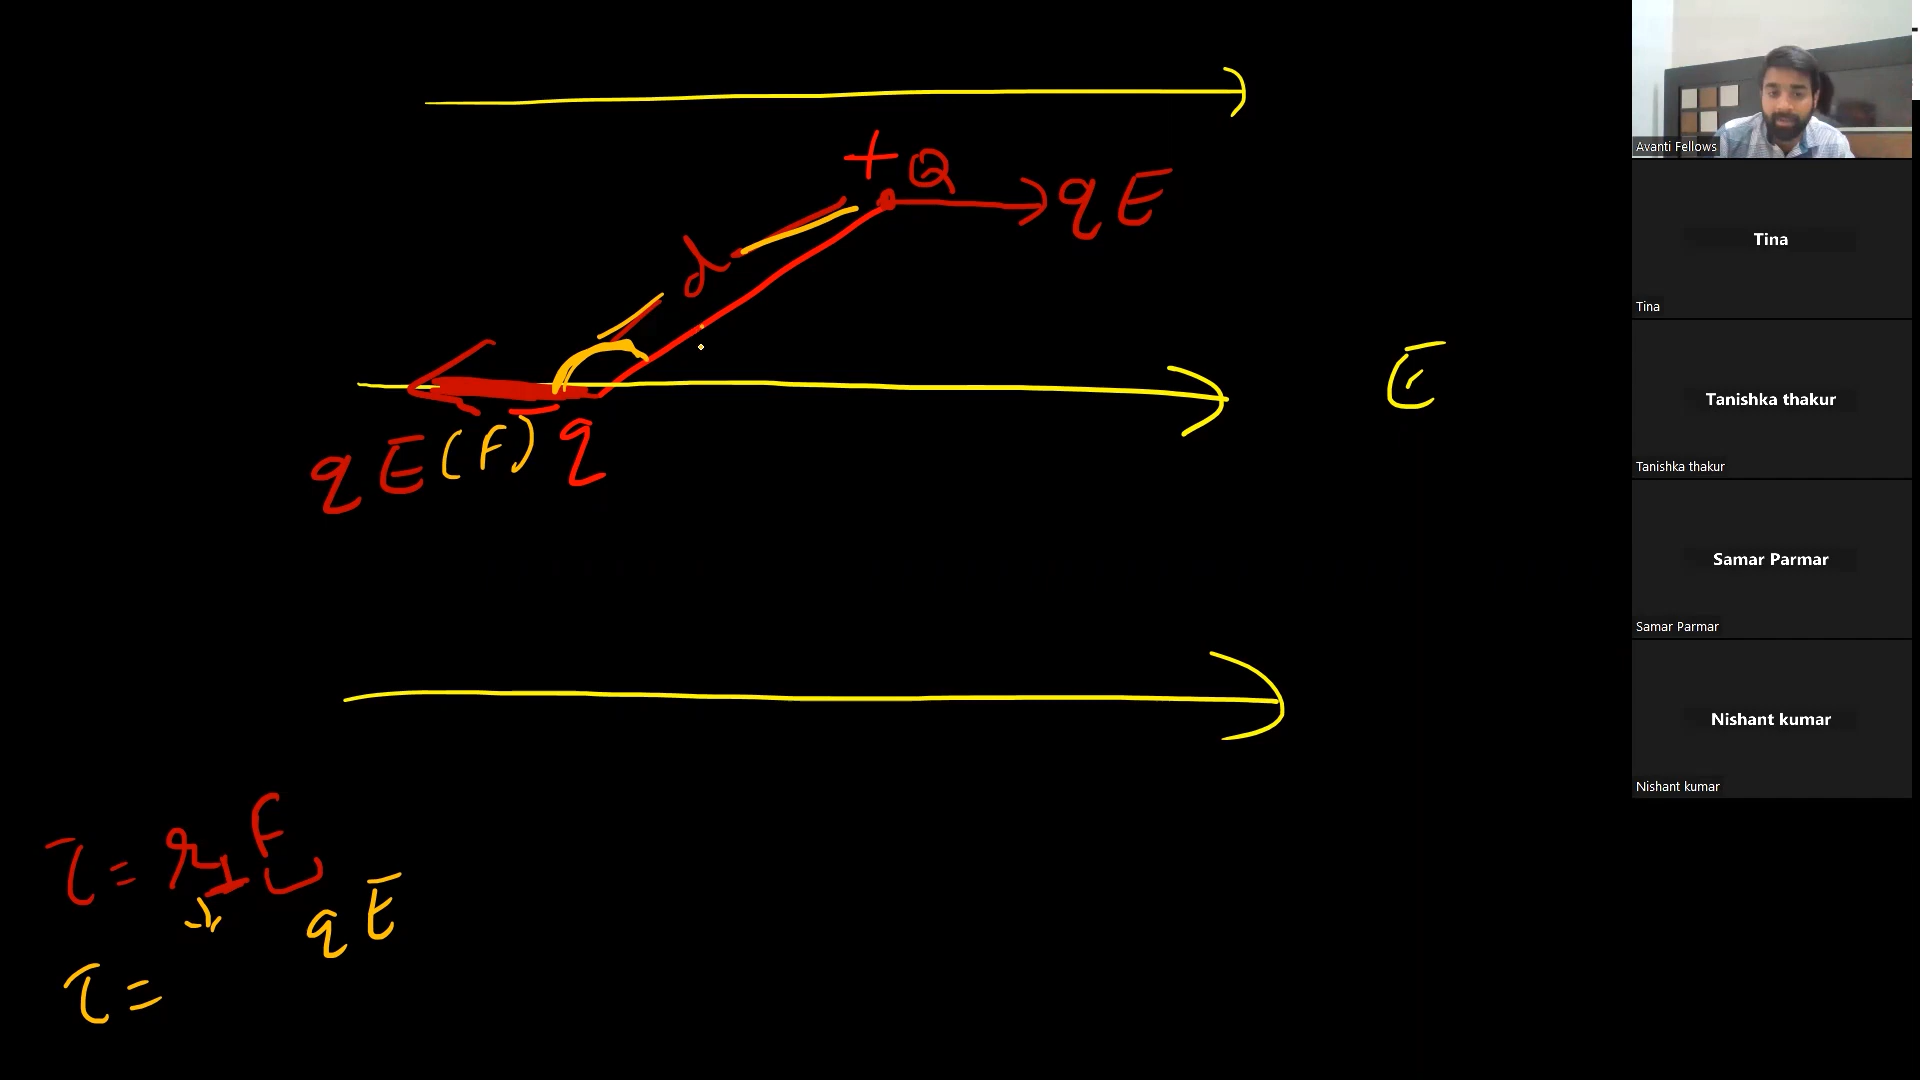 +Q
qE
d
E
qE (F) -q
τ = r⊥ F
qE
τ =
Avanti Fellows
Tina
Tina
Tanishka thakur
Tanishka thakur
Samar Parmar
Samar Parmar
Nishant kumar
Nishant kumar